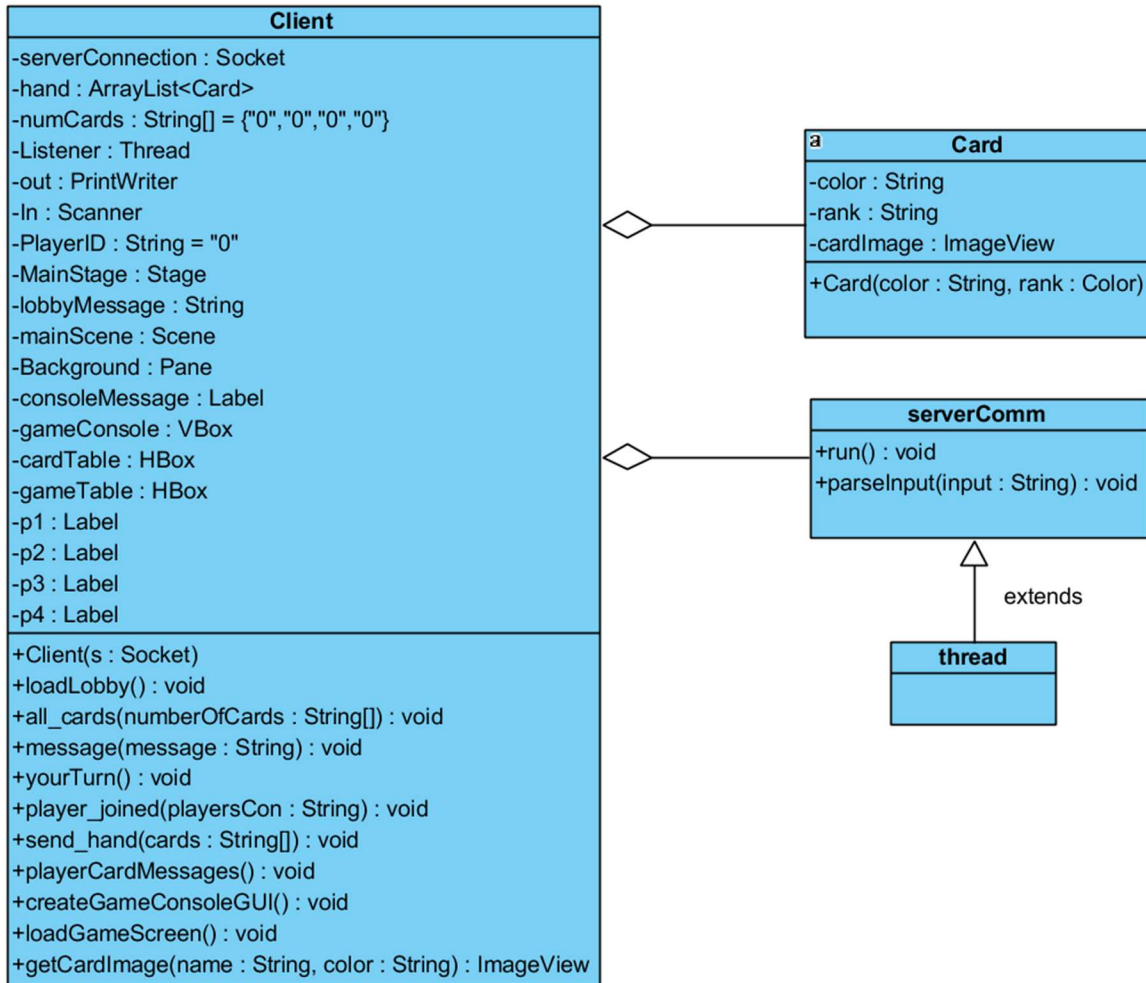 Client
-serverConnection : Socket
-hand : ArrayList<Card>
-numCards : String[] = {"0","0","0","0"}
-Listener : Thread
-out : PrintWriter
-In : Scanner
-PlayerID : String = "0"
-MainStage : Stage
-lobbyMessage : String
-mainScene : Scene
-Background : Pane
-consoleMessage : Label
-gameConsole : VBox
-cardTable : HBox
-gameTable : HBox
-p1 : Label
-p2 : Label
-p3 : Label
-p4 : Label
+Client(s : Socket)
+loadLobby() : void
+all_cards(numberOfCards : String[]) : void
+message(message : String) : void
+yourTurn() : void
+player_joined(playersCon : String) : void
+send_hand(cards : String[]) : void
+playerCardMessages() : void
+createGameConsoleGUI() : void
+loadGameScreen() : void
+getCardImage(name : String, color : String) : ImageView
a
Card
-color : String
-rank : String
-cardImage : ImageView
+Card(color : String, rank : Color)
serverComm
+run() : void
+parseInput(input : String) : void
extends
thread